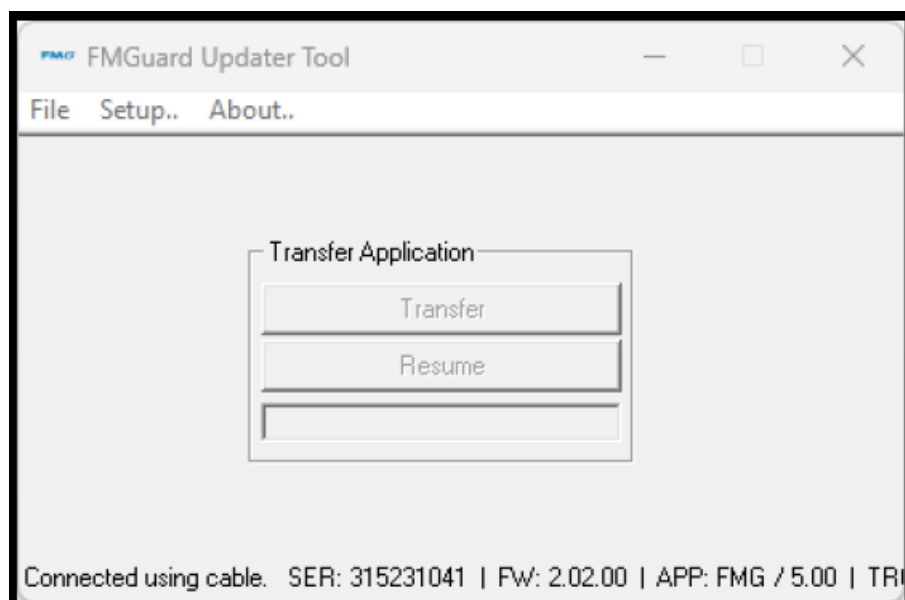 FMG FMGuard Updater Tool
File Setup.. About..
Transfer Application
Transfer
Resume
Connected using cable. SER: 315231041 | FW: 2.02.00 | APP: FMG / 5.00 |